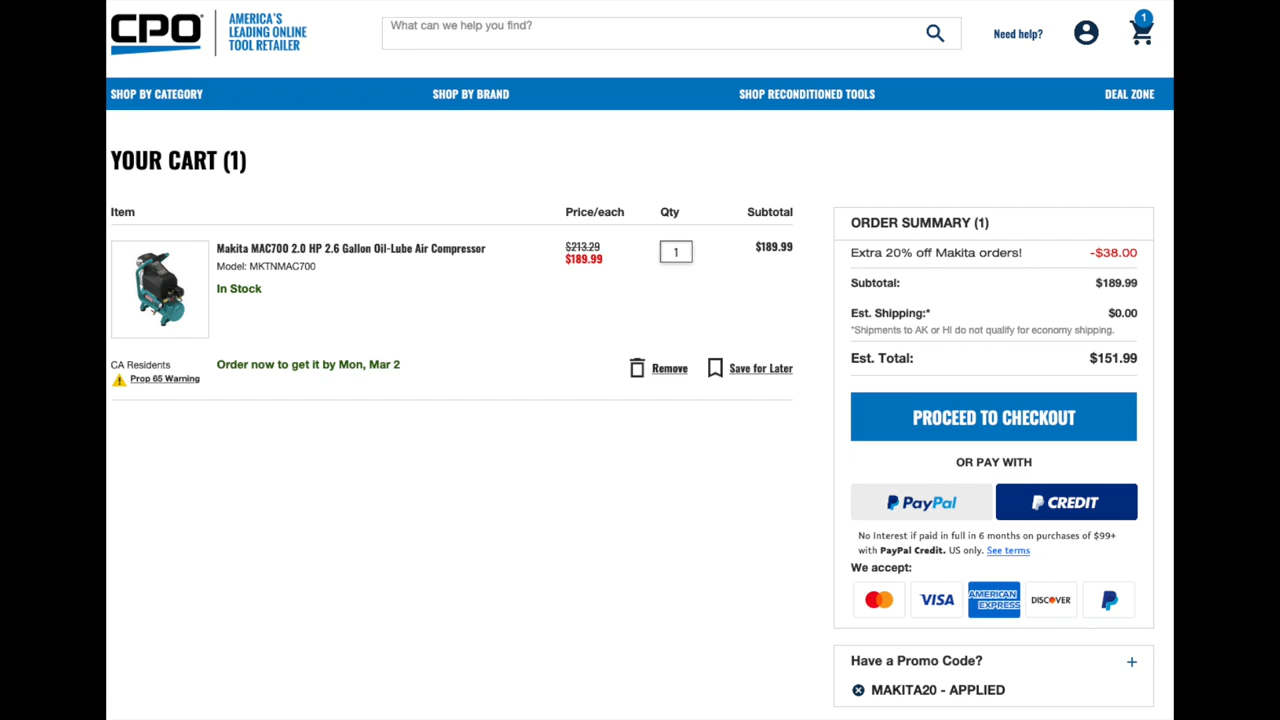 CPO
AMERICA'S
LEADING ONLINE
TOOL RETAILER
What can we help you find?
Need help?
1
SHOP BY CATEGORY
SHOP BY BRAND
SHOP RECONDITIONED TOOLS
DEAL ZONE
YOUR CART (1)
Item
Price/each
Qty
Subtotal
Makita MAC700 2.0 HP 2.6 Gallon Oil-Lube Air Compressor
Model: MKTNMAC700
In Stock
$213.29
$189.99
1
$189.99
CA Residents
Prop 65 Warning
Order now to get it by Mon, Mar 2
Remove
Save for Later
ORDER SUMMARY (1)
Extra 20% off Makita orders! -$38.00
Subtotal: $189.99
Est. Shipping:* $0.00
*Shipments to AK or HI do not qualify for economy shipping.
Est. Total: $151.99
PROCEED TO CHECKOUT
OR PAY WITH
PayPal
CREDIT
No Interest if paid in full in 6 months on purchases of $99+
with PayPal Credit. US only. See terms
We accept:
VISA
AMERICAN
EXPRESS
DISCOVER
Have a Promo Code? +
MAKITA20 - APPLIED